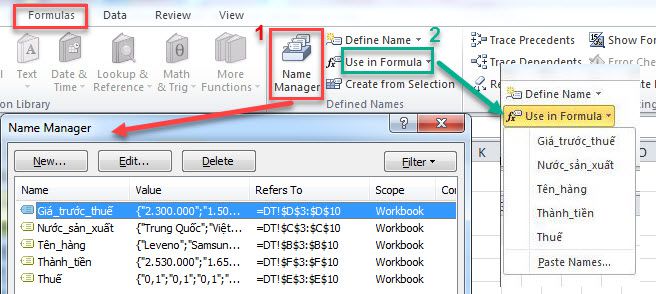 Formulas Data Review View
1 2
Text
Date & Time
Lookup & Reference
Math & Trig
More Functions
Name Manager
Define Name
Use in Formula
Create from Selection
Trace Precedents
Show For
on Library
Defined Names
Define Name
Use in Formula
Giá_trước_thuế
Nước_sản_xuất
Tên_hàng
Thành_tiền
Thuế
Paste Names...
K
Name Manager
New... Edit... Delete Filter
Name Value Refers To Scope Cor
Giá_trước_thuế {"2.300.000";"1.50... =DT!$D$3:$D$10 Workbook
Nước_sản_xuất {"Trung Quốc";"Việt... =DT!$C$3:$C$10 Workbook
Tên_hàng {"Leveno";"Samsun... =DT!$B$3:$B$10 Workbook
Thành_tiền {"2.530.000";"1.65... =DT!$F$3:$F$10 Workbook
Thuế {"0,1";"0,1";"0,1";"0... =DT!$E$3:$E$10 Workbook